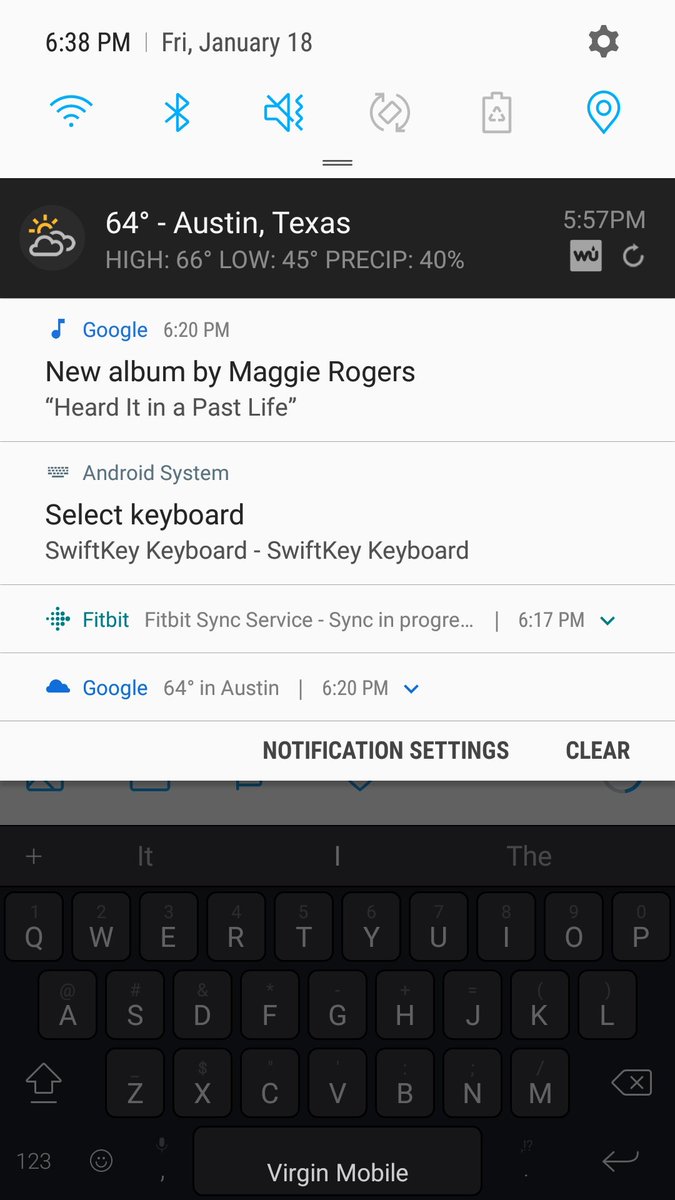 6:38 PM | Fri, January 18
64° - Austin, Texas 5:57PM
HIGH: 66° LOW: 45° PRECIP: 40% wu
Google 6:20 PM
New album by Maggie Rogers
“Heard It in a Past Life”
Android System
Select keyboard
SwiftKey Keyboard - SwiftKey Keyboard
Fitbit Fitbit Sync Service - Sync in progre... | 6:17 PM
Google 64° in Austin | 6:20 PM
NOTIFICATION SETTINGS CLEAR
+ It I The
1 2 3 4 5 6 7 8 9 0
Q W E R T Y U I O P
@ # & * - + = ( )
A S D F G H J K L
_ $ " ' : ; /
Z X C V B N M
123 , !? .
Virgin Mobile